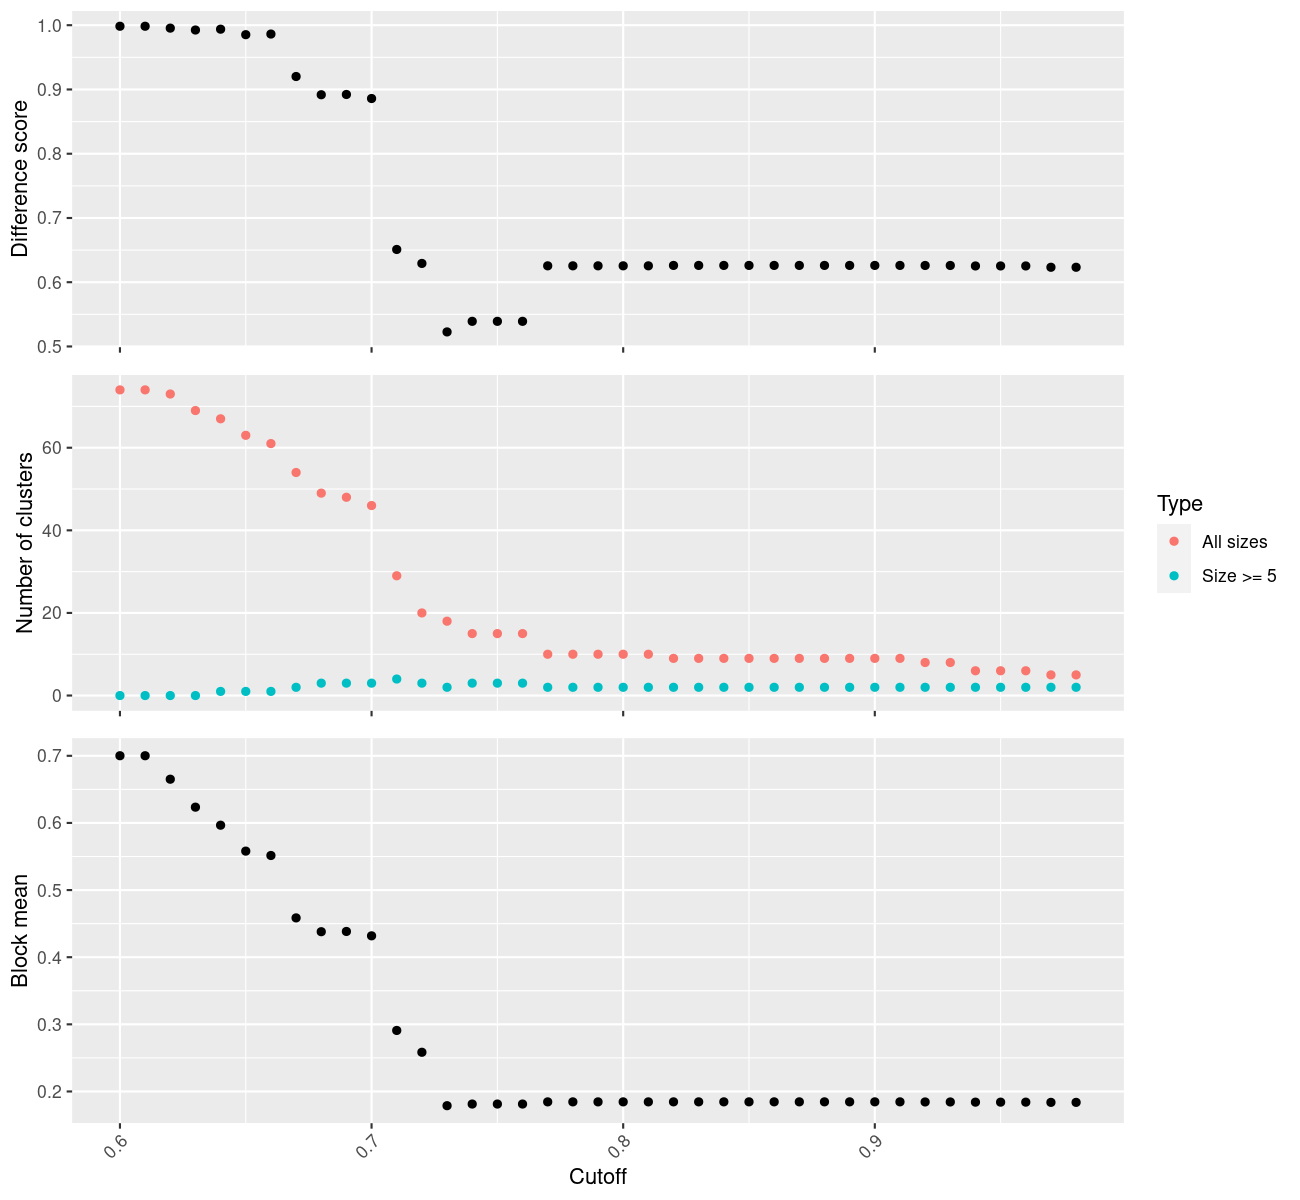 Difference score
1.0
0.9
0.8
0.7
0.6
0.5
Number of clusters
60
40
20
0
Type
All sizes
Size >= 5
Block mean
0.7
0.6
0.5
0.4
0.3
0.2
0.6 0.7 0.8 0.9
Cutoff